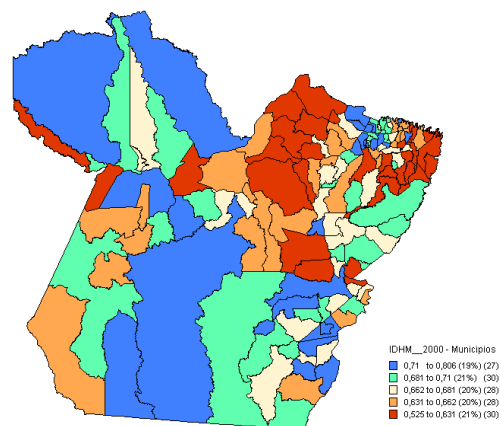 IDHM__2000 - Municipios
0,71 to 0,806 (19%) (27)
0,681 to 0,71 (21%) (30)
0,662 to 0,681 (20%) (28)
0,631 to 0,662 (20%) (28)
0,525 to 0,631 (21%) (30)